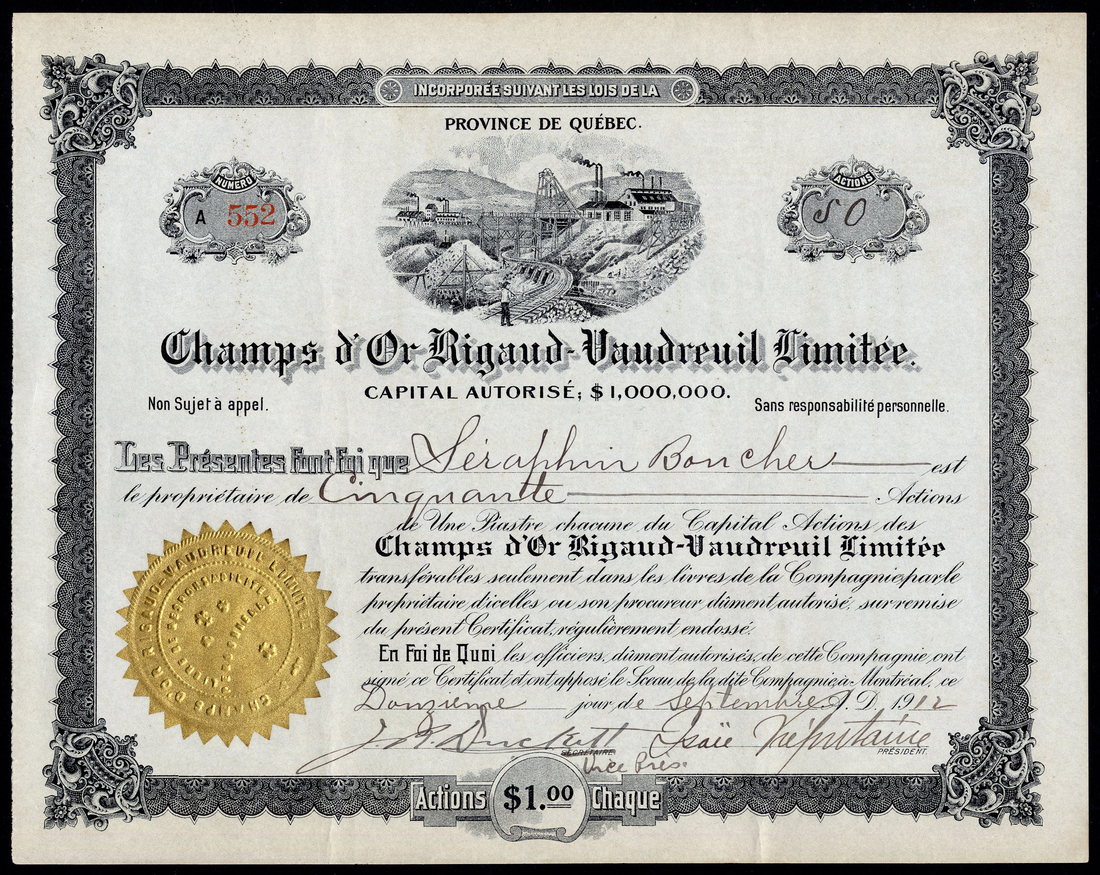 INCORPORÉE SUIVANT LES LOIS DE LA
PROVINCE DE QUÉBEC.
NUMÉRO
A 552
ACTIONS
50
Champs d'Or Rigaud-Vaudreuil Limitée.
CAPITAL AUTORISÉ; $1,000,000.
Non Sujet à appel.
Sans responsabilité personnelle.
Les Présentes Font Foi que Séraphin Boucher est
le propriétaire de Cinquante Actions
de Une Piastre chacune du Capital Actions des
Champs d'Or Rigaud-Vaudreuil Limitée
transférables seulement dans les livres de la Compagnie par le
propriétaire d'icelles ou son procureur dûment autorisé, sur remise
du présent Certificat, régulièrement endossé.
En Foi de Quoi les officiers, dûment autorisés, de cette Compagnie, ont
signé ce Certificat et ont apposé le Sceau de la dite Compagnie, à Montréal, ce
Douzième jour de Septembre A.D. 1912
SECRÉTAIRE
Vice Prés.
Isaïe
PRÉSIDENT.
CHAMPS D'OR RIGAUD-VAUDREUIL LIMITÉE
Actions $1.00 Chaque